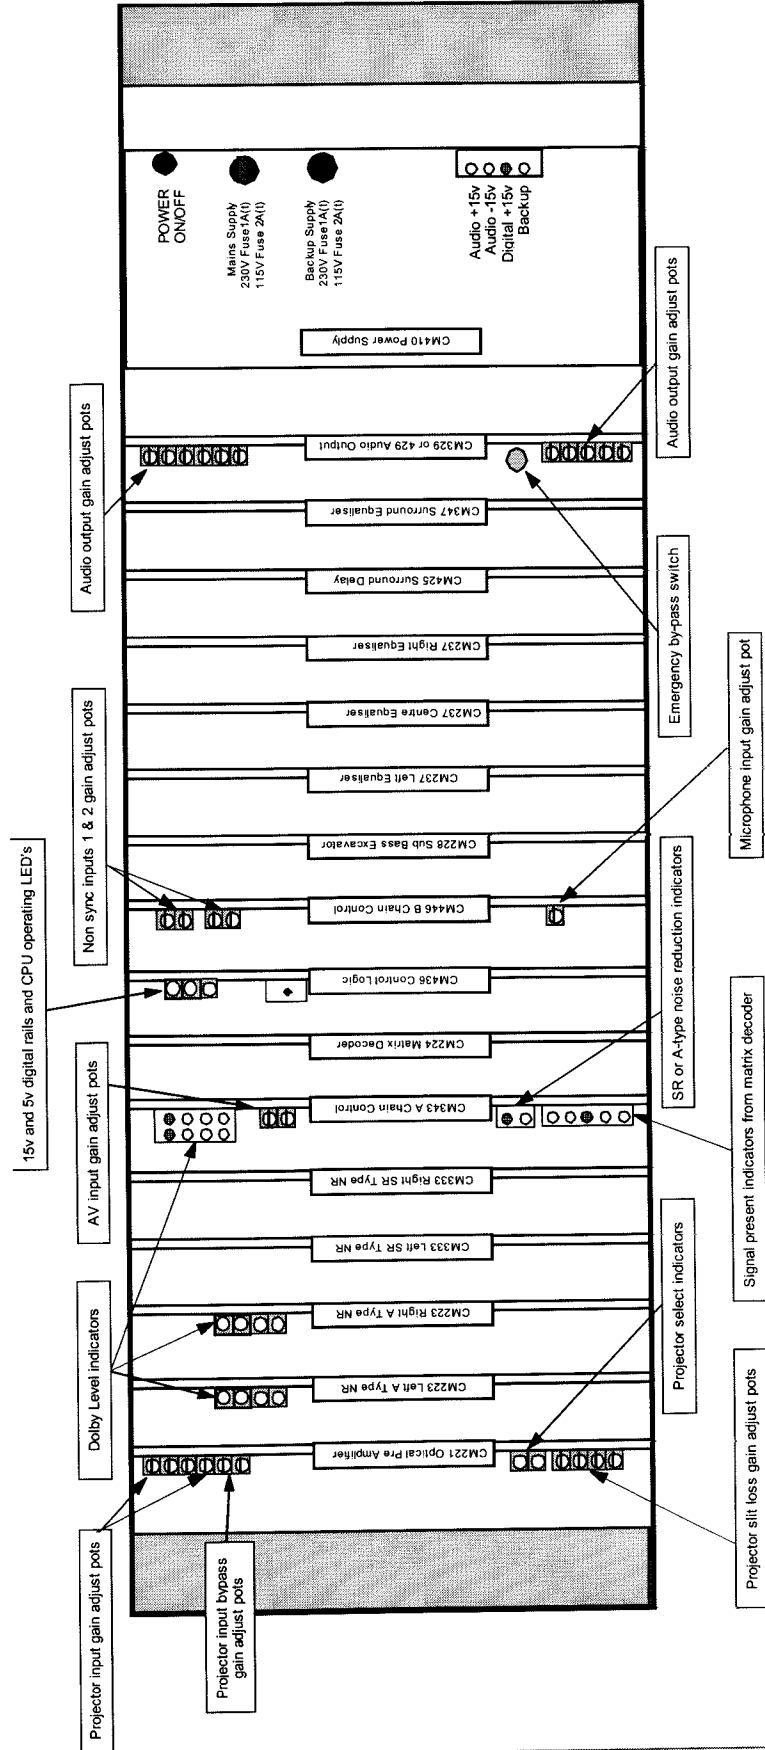 Projector input gain adjust pots
Projector input bypass
gain adjust pots
Dolby Level indicators
AV input gain adjust pots
15v and 5v digital rails and CPU operating LED's
Non sync inputs 1 & 2 gain adjust pots
Audio output gain adjust pots
CM221 Optical Pre Amplifier
CM223 Left A Type NR
CM223 Right A Type NR
CM333 Left SR Type NR
CM333 Right SR Type NR
CM343 A Chain Control
CM224 Matrix Decoder
CM436 Control Logic
CM446 B Chain Control
CM228 Sub Bass Excavator
CM237 Left Equaliser
CM237 Centre Equaliser
CM237 Right Equaliser
CM425 Surround Delay
CM347 Surround Equaliser
CM329 or 429 Audio Output
CM410 Power Supply
POWER
ON/OFF
Mains Supply
230V Fuse1A(t)
115V Fuse 2A(t)
Backup Supply
230V Fuse1A(t)
115V Fuse 2A(t)
Audio +15v
Audio -15v
Digital +15v
Backup
Projector slit loss gain adjust pots
Projector select indicators
Signal present indicators from matrix decoder
SR or A-type noise reduction indicators
Microphone input gain adjust pot
Emergency by-pass switch
Audio output gain adjust pots